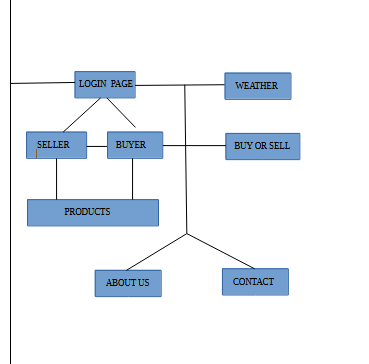 LOGIN PAGE
WEATHER
SELLER
BUYER
BUY OR SELL
PRODUCTS
ABOUT US
CONTACT